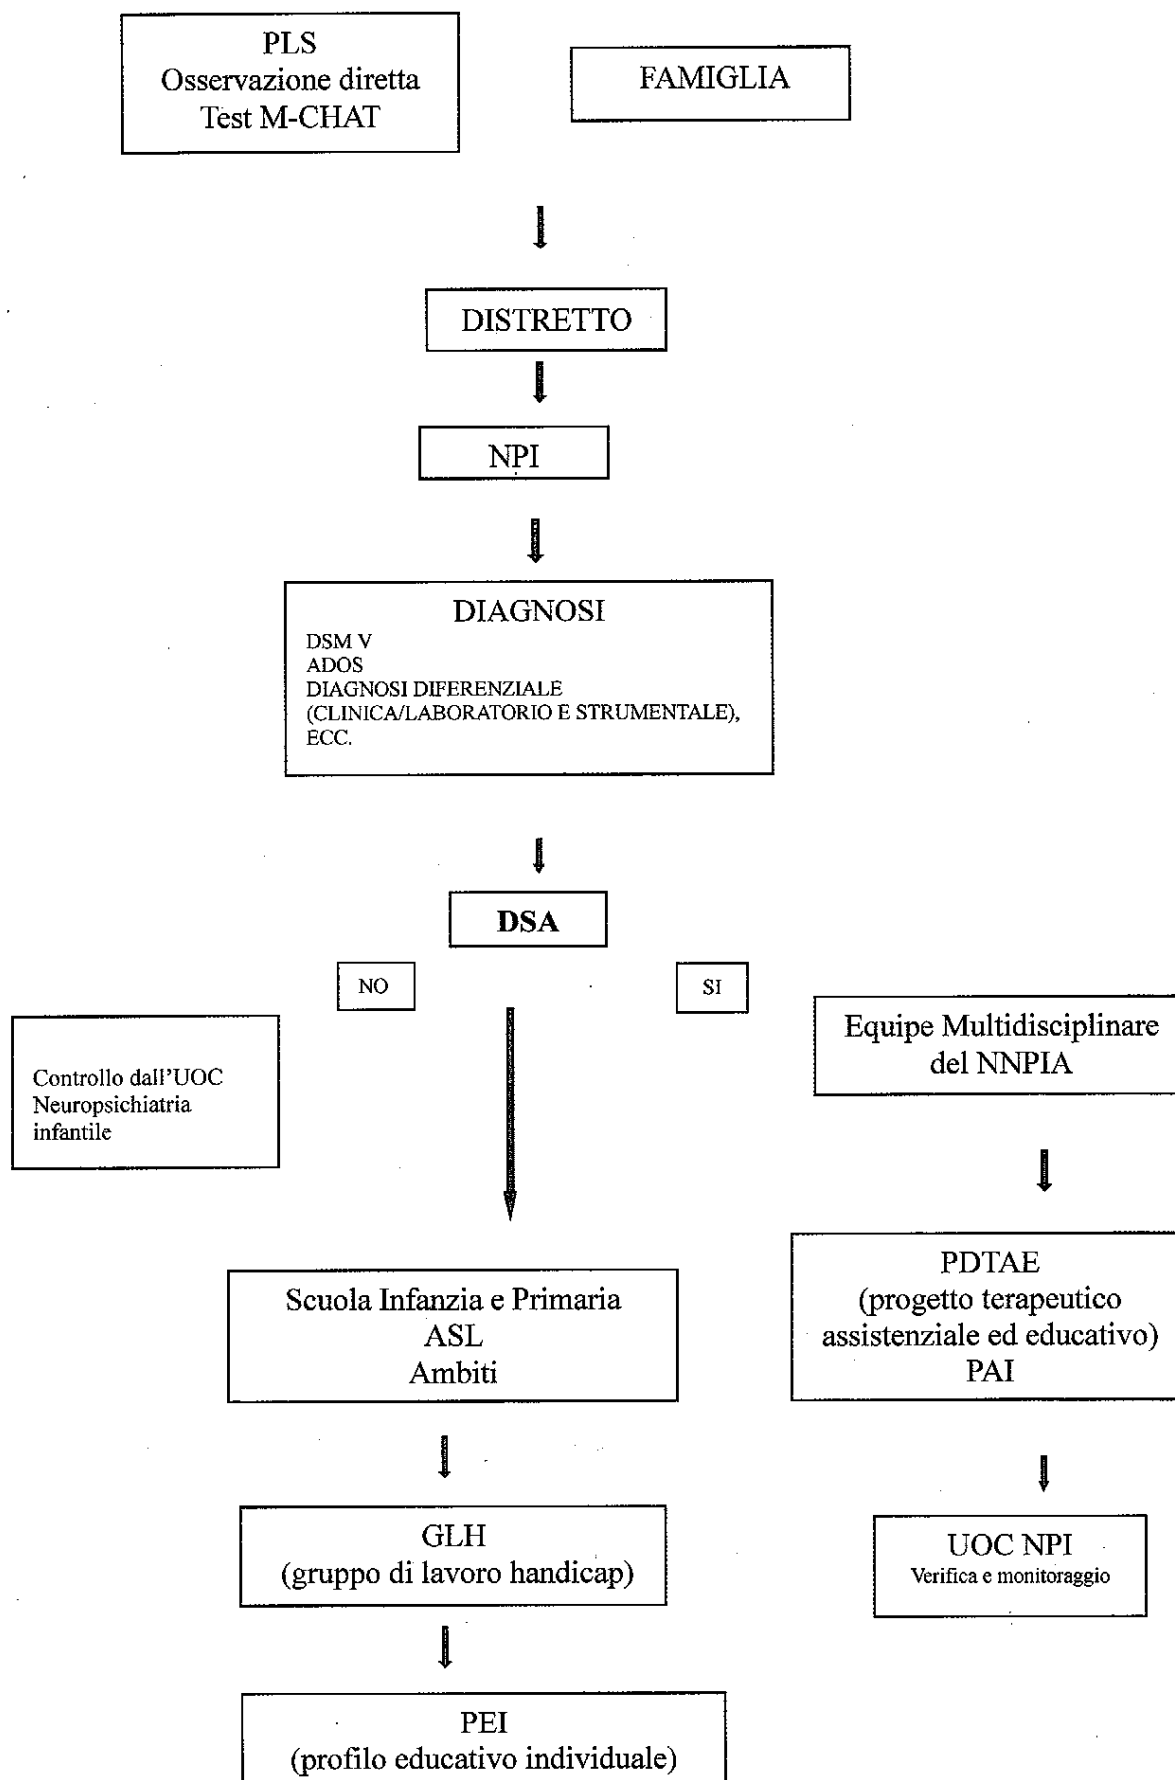 PLS
Osservazione diretta
Test M-CHAT
FAMIGLIA
DISTRETTO
NPI
DIAGNOSI
DSM V
ADOS
DIAGNOSI DIFERENZIALE
(CLINICA/LABORATORIO E STRUMENTALE),
ECC.
DSA
NO
SI
Controllo dall'UOC
Neuropsichiatria
infantile
Equipe Multidisciplinare
del NNPIA
Scuola Infanzia e Primaria
ASL
Ambiti
PDTAE
(progetto terapeutico
assistenziale ed educativo)
PAI
GLH
(gruppo di lavoro handicap)
UOC NPI
Verifica e monitoraggio
PEI
(profilo educativo individuale)